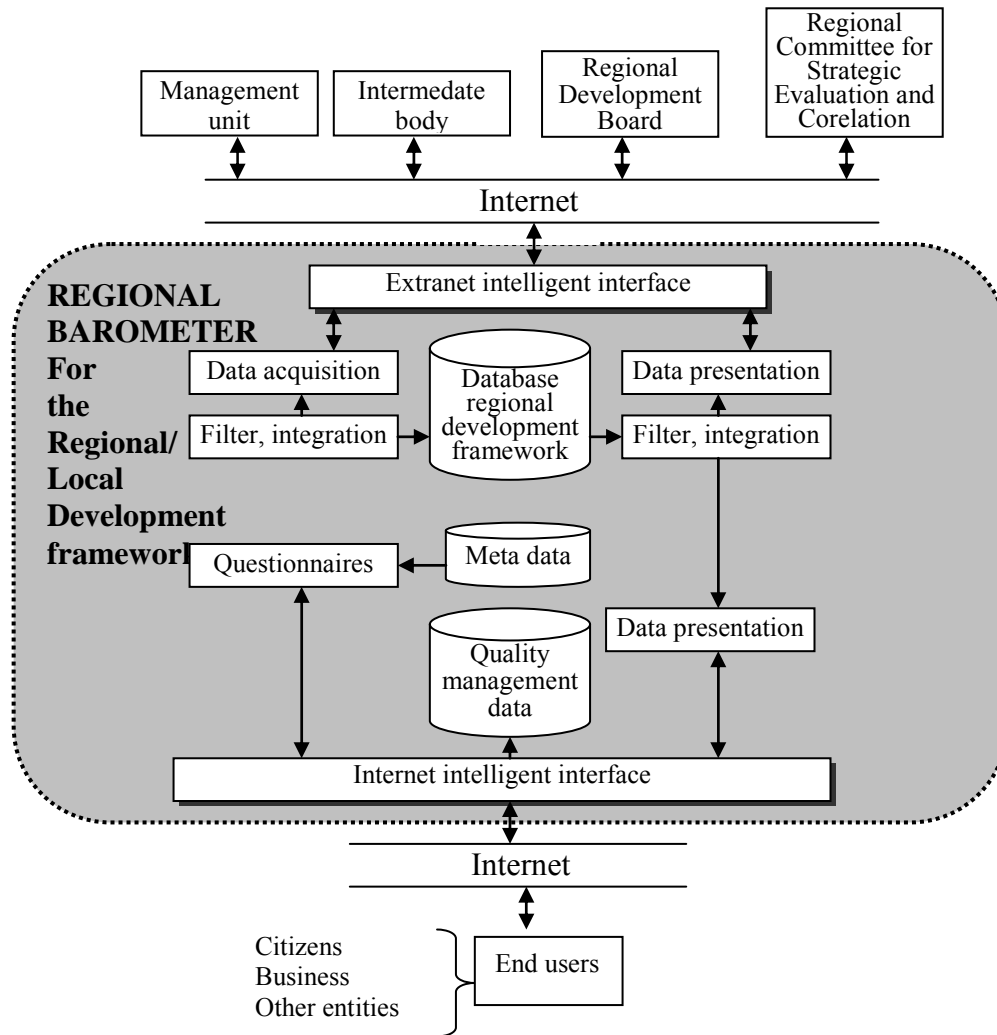 Management
unit
Intermedate
body
Regional
Development
Board
Regional
Committee for
Strategic
Evaluation and
Corelation
Internet
Extranet intelligent interface
REGIONAL
BAROMETER
For
the
Regional/
Local
Development
framework
Data acquisition
Database
regional
development
framework
Data presentation
Filter, integration
Filter, integration
Questionnaires
Meta data
Data presentation
Quality
management
data
Internet intelligent interface
Internet
Citizens
Business
Other entities
End users